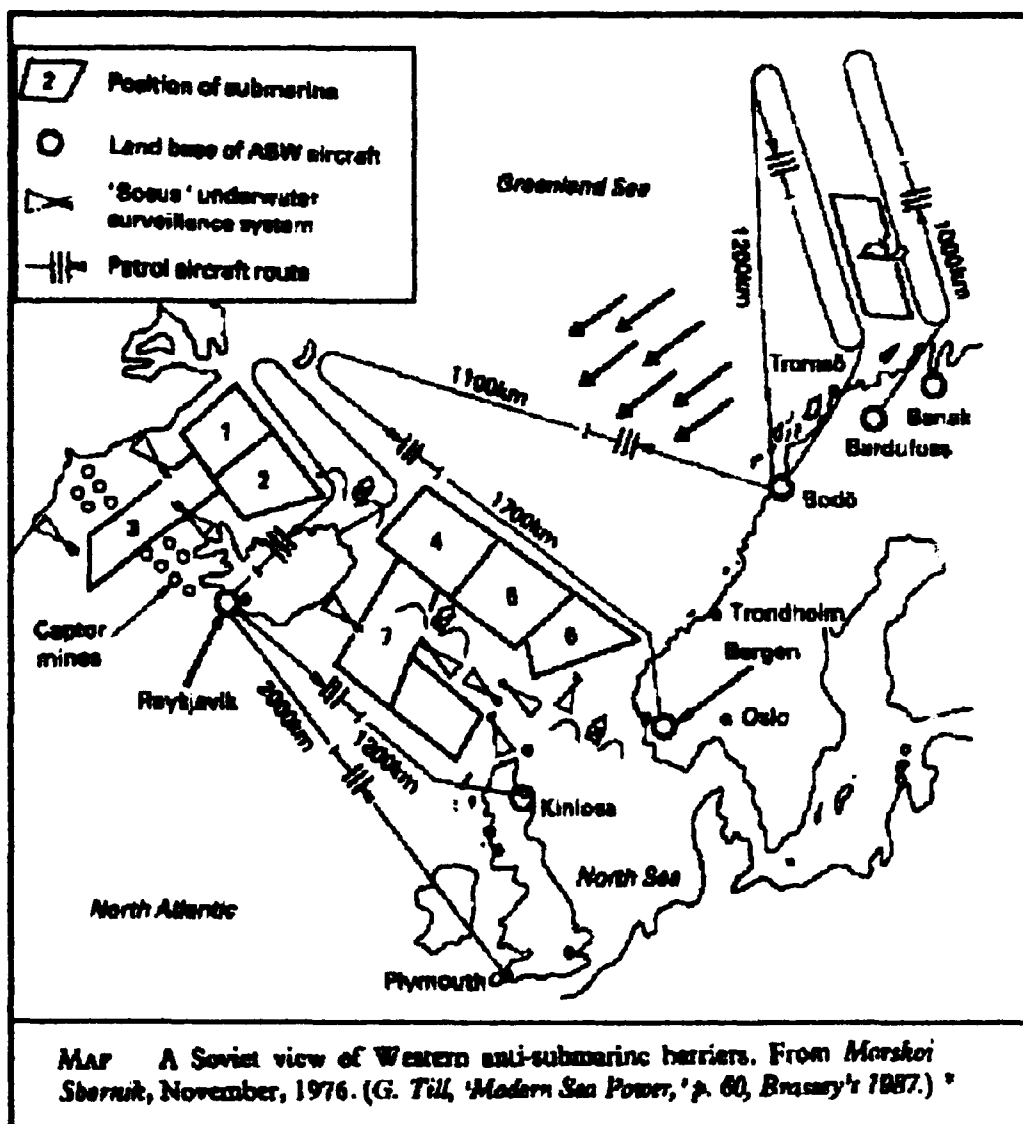 2 Position of submarine
Land base of ASW aircraft
'Sosus' underwater
surveillance system
Patrol aircraft route
Greenland Sea
1200km
1000km
Tromsö
Banak
Bardufoss
Bodö
1100km
1700km
1
2
3
4
5
6
7
Captor
mines
Reykjavik
Trondholm
Bergen
Oslo
2000km
1200km
Kinloss
North Sea
North Atlantic
Plymouth
MAP A Soviet view of Western anti-submarine barriers. From Morskoi
Sbornik, November, 1976. (G. Till, 'Modern Sea Power,' p. 60, Brassey's 1987.) *